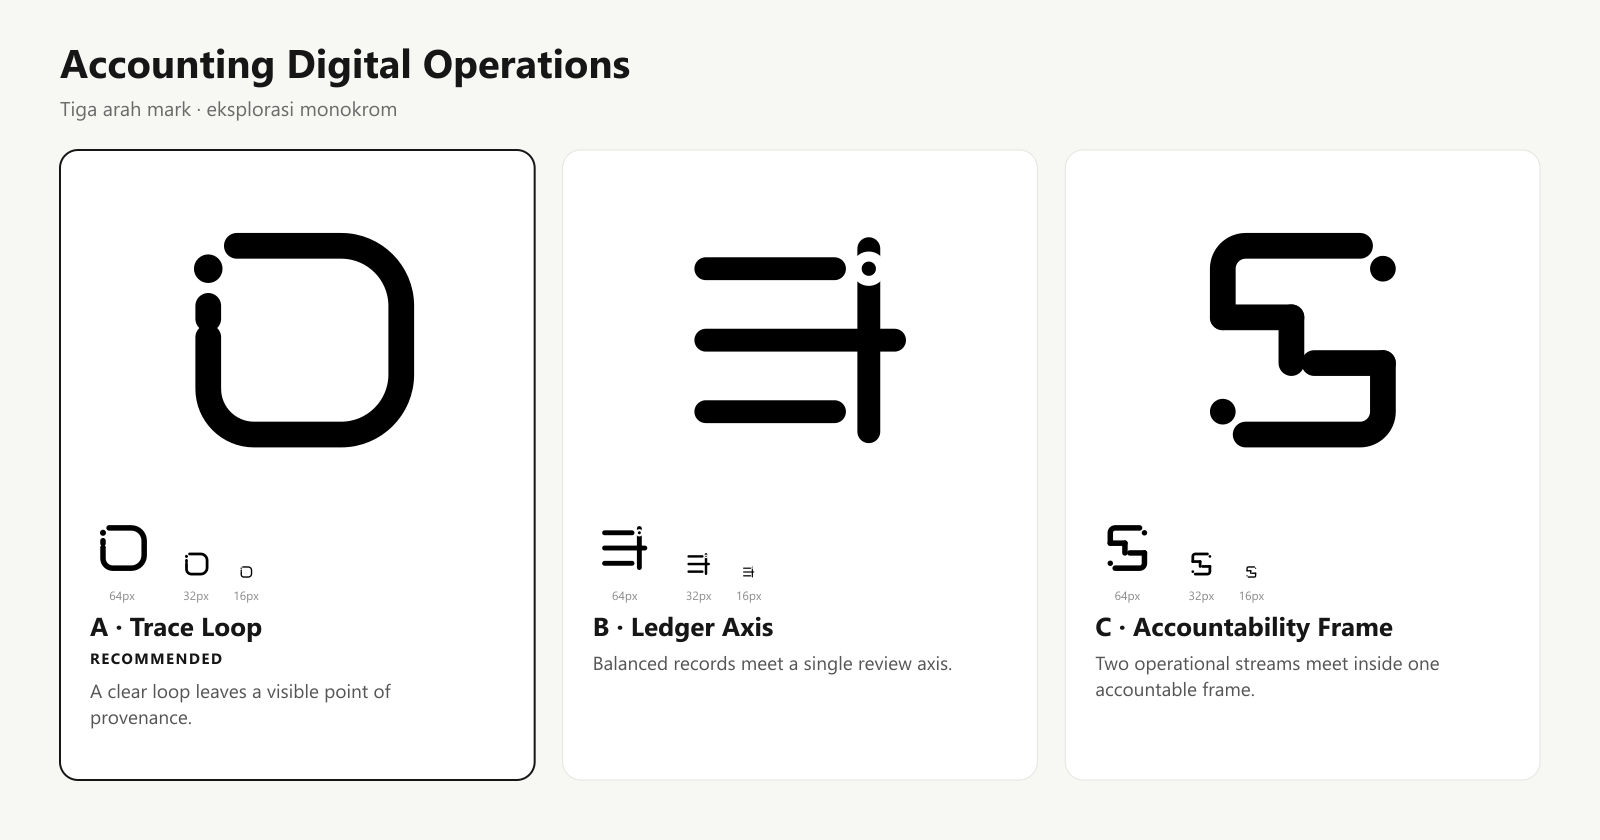 Accounting Digital Operations
Tiga arah mark · eksplorasi monokrom
64px 32px 16px
A · Trace Loop
RECOMMENDED
A clear loop leaves a visible point of
provenance.
64px 32px 16px
B · Ledger Axis
Balanced records meet a single review axis.
64px 32px 16px
C · Accountability Frame
Two operational streams meet inside one
accountable frame.